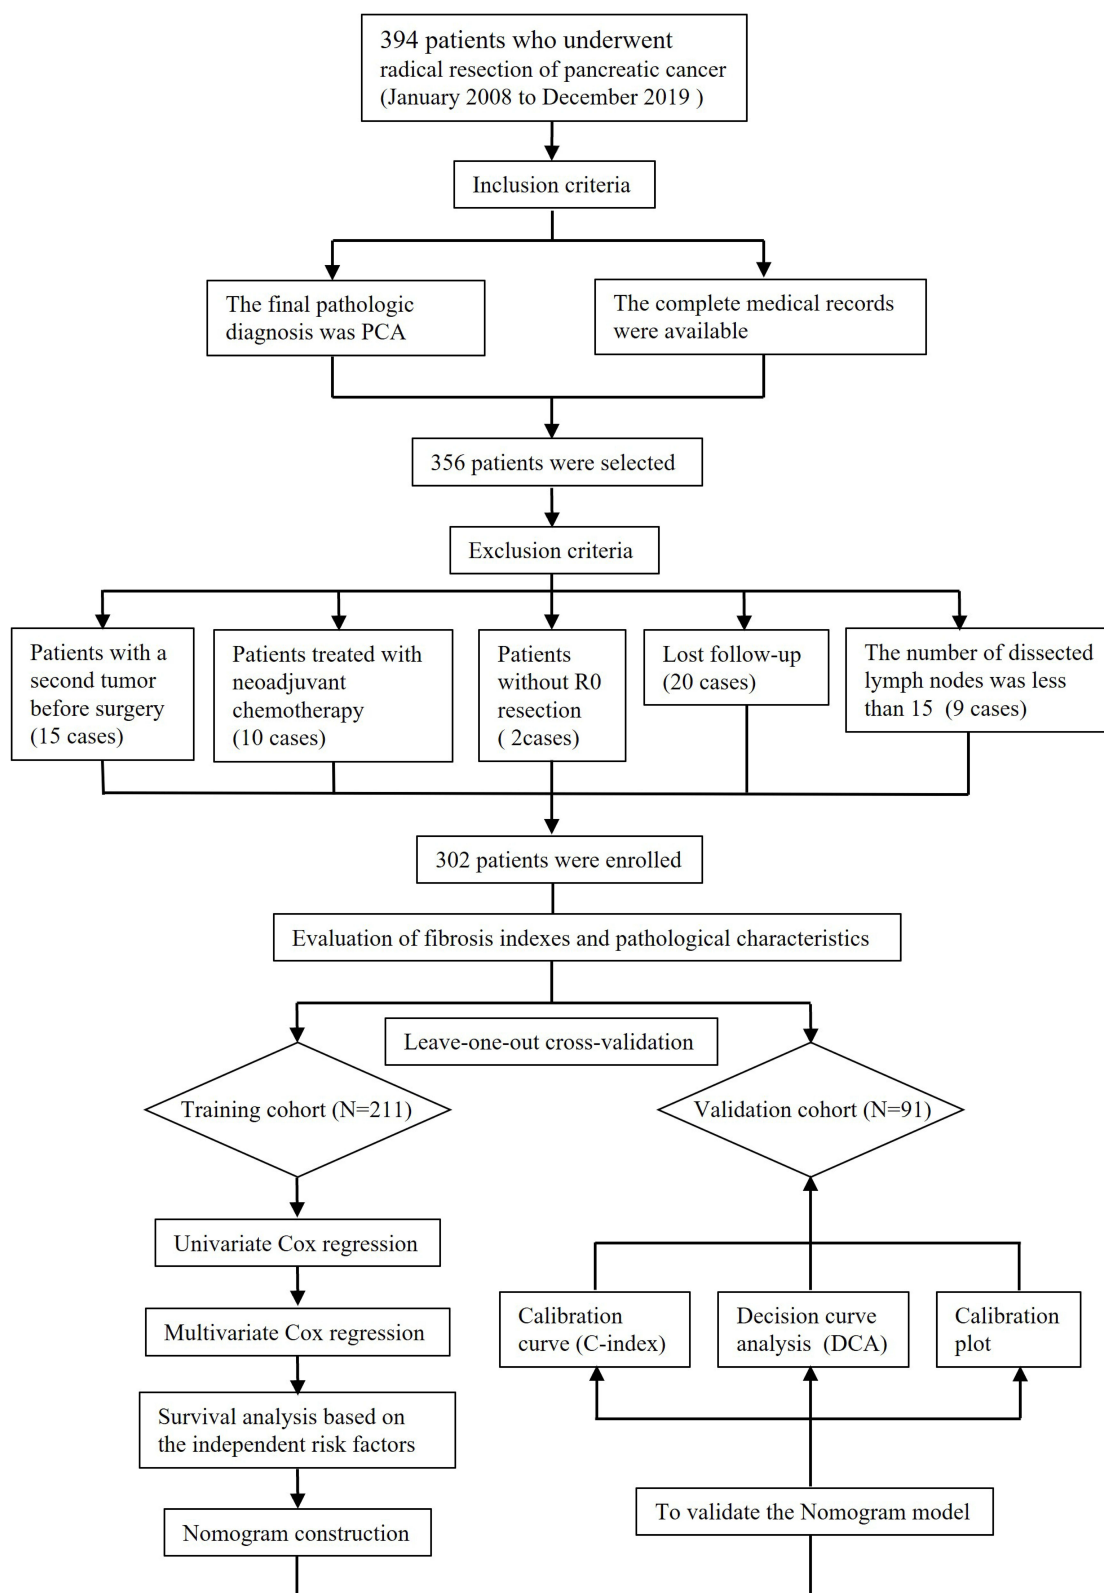 394 patients who underwent
radical resection of pancreatic cancer
(January 2008 to December 2019 )
Inclusion criteria
The final pathologic
diagnosis was PCA
The complete medical records
were available
356 patients were selected
Exclusion criteria
Patients with a
second tumor
before surgery
(15 cases)
Patients treated with
neoadjuvant
chemotherapy
(10 cases)
Patients
without R0
resection
( 2cases)
Lost follow-up
(20 cases)
The number of dissected
lymph nodes was less
than 15 (9 cases)
302 patients were enrolled
Evaluation of fibrosis indexes and pathological characteristics
Leave-one-out cross-validation
Training cohort (N=211)
Validation cohort (N=91)
Univariate Cox regression
Multivariate Cox regression
Survival analysis based on
the independent risk factors
Nomogram construction
Calibration
curve (C-index)
Decision curve
analysis (DCA)
Calibration
plot
To validate the Nomogram model